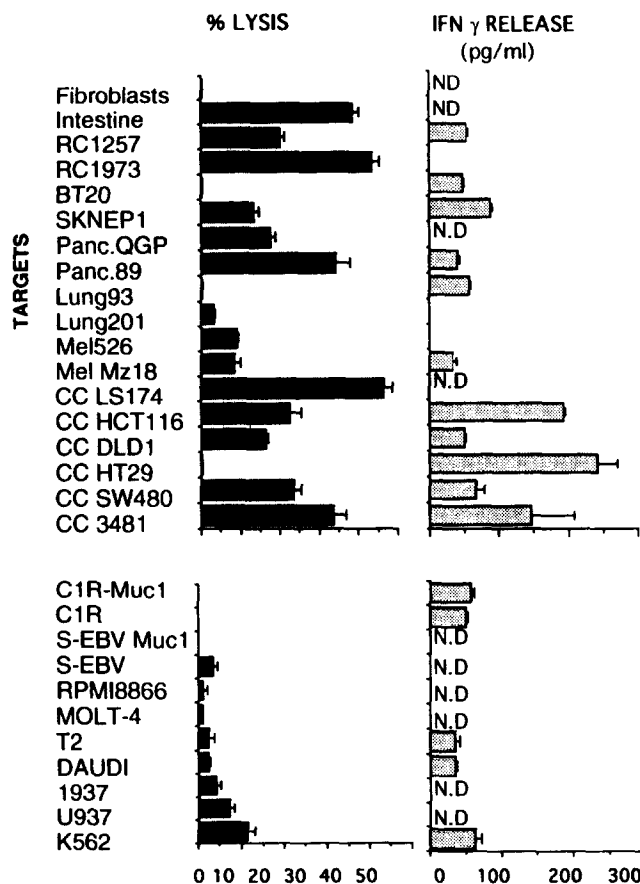 % LYSIS
IFN γ RELEASE
(pg/ml)
TARGETS
Fibroblasts
ND
Intestine
ND
RC1257
RC1973
BT20
SKNEP1
N.D
Panc.QGP
Panc.89
Lung93
Lung201
Mel526
Mel Mz18
N.D
CC LS174
CC HCT116
CC DLD1
CC HT29
CC SW480
CC 3481
C1R-Muc1
C1R
S-EBV Muc1
N.D
S-EBV
N.D
RPMI8866
N.D
MOLT-4
N.D
T2
DAUDI
1937
N.D
U937
N.D
K562
0 10 20 30 40 50
0 100 200 300